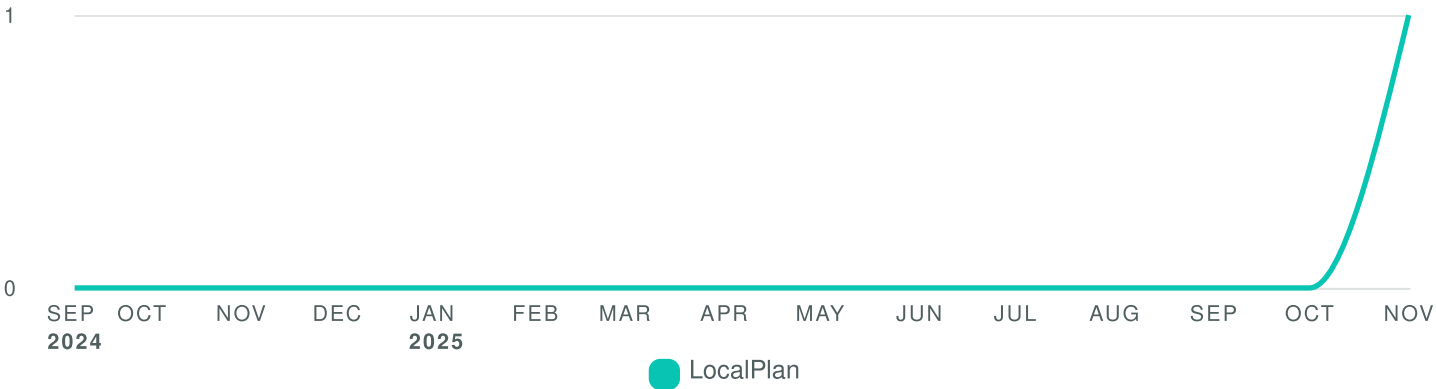 1
0
SEP OCT NOV DEC JAN FEB MAR APR MAY JUN JUL AUG SEP OCT NOV
2024 2025
LocalPlan